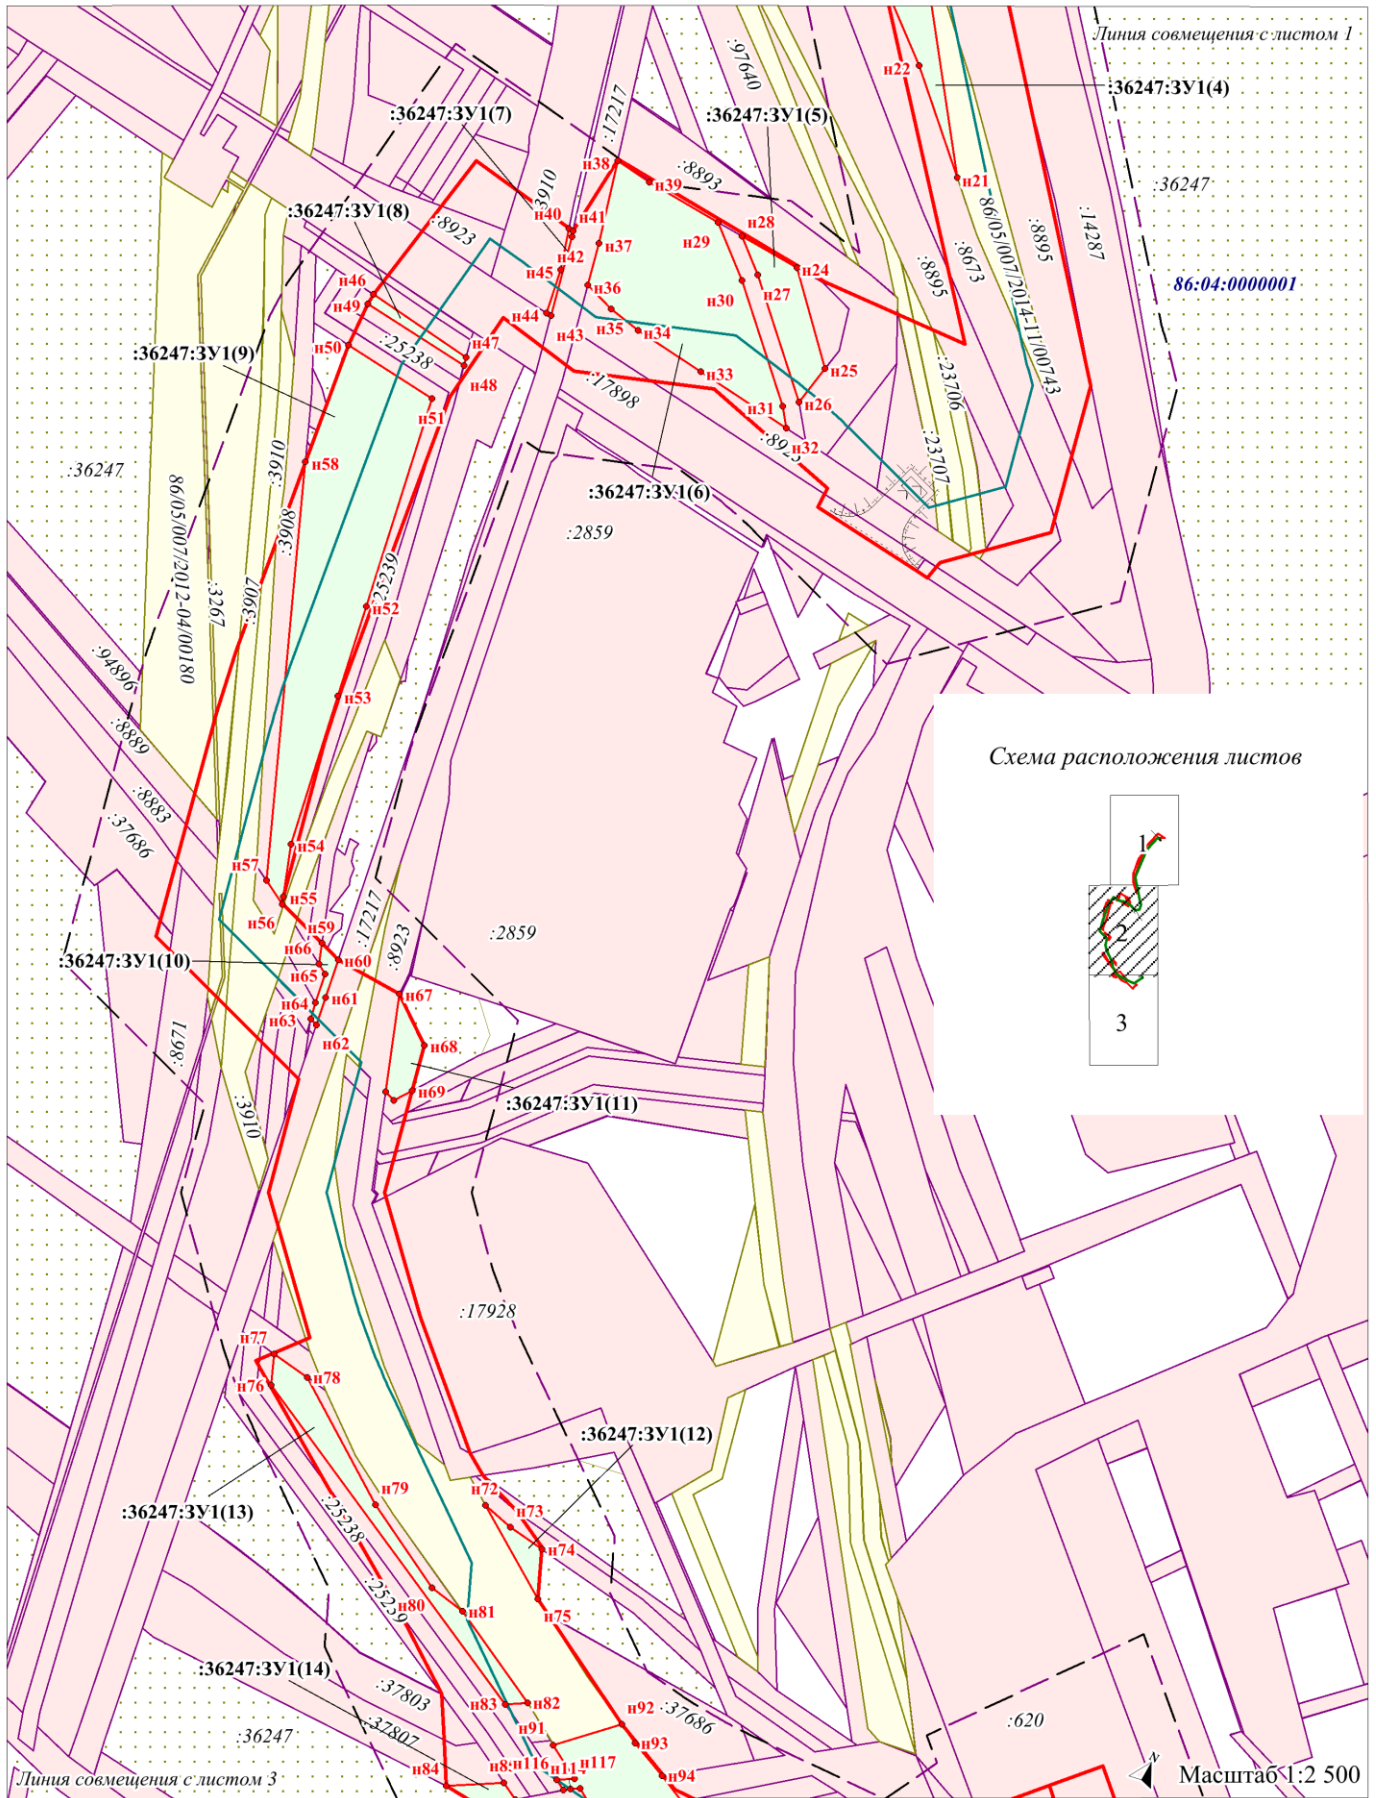 Линия совмещения с листом 1
:97640
н22
:36247:ЗУ1(4)
:36247:ЗУ1(7)
:17217
:36247:ЗУ1(5)
н38
:8893
н21
:36247
н39
:3910
:36247:ЗУ1(8)
н40
н41
н28
86/05/007/2014-11/00743
:8895
:14287
:8923
н29
н37
н42
:8673
:8895
н24
н45
н46
н36
н30
н27
86:04:0000001
н49
н44
н43
н35
н34
н50
:25238
н47
:36247:ЗУ1(9)
н48
н33
н25
:17898
:23706
н51
н31
н26
н32
:8923
:3910
н58
:36247
:23707
:36247:ЗУ1(6)
86/05/007/2012-04/00180
:3908
:2859
:25239
:3267
:3907
н52
:94896
н53
:8889
Схема расположения листов
:8883
:37686
1
н54
н57
н55
н56
н59
:17217
:2859
2
н66
:8923
:36247:ЗУ1(10)
н60
н65
н67
н64
н61
н63
3
:8671
н62
н68
н69
:3910
:36247:ЗУ1(11)
:17928
н77
н76
н78
:36247:ЗУ1(12)
н79
н72
н73
:36247:ЗУ1(13)
:25238
н74
н80
н81
н75
:25239
:36247:ЗУ1(14)
:37803
н83
н82
:37686
:620
н92
н91
:36247
:37807
н93
н84
н116
н117
н94
Линия совмещения с листом 3
N
Масштаб 1:2 500